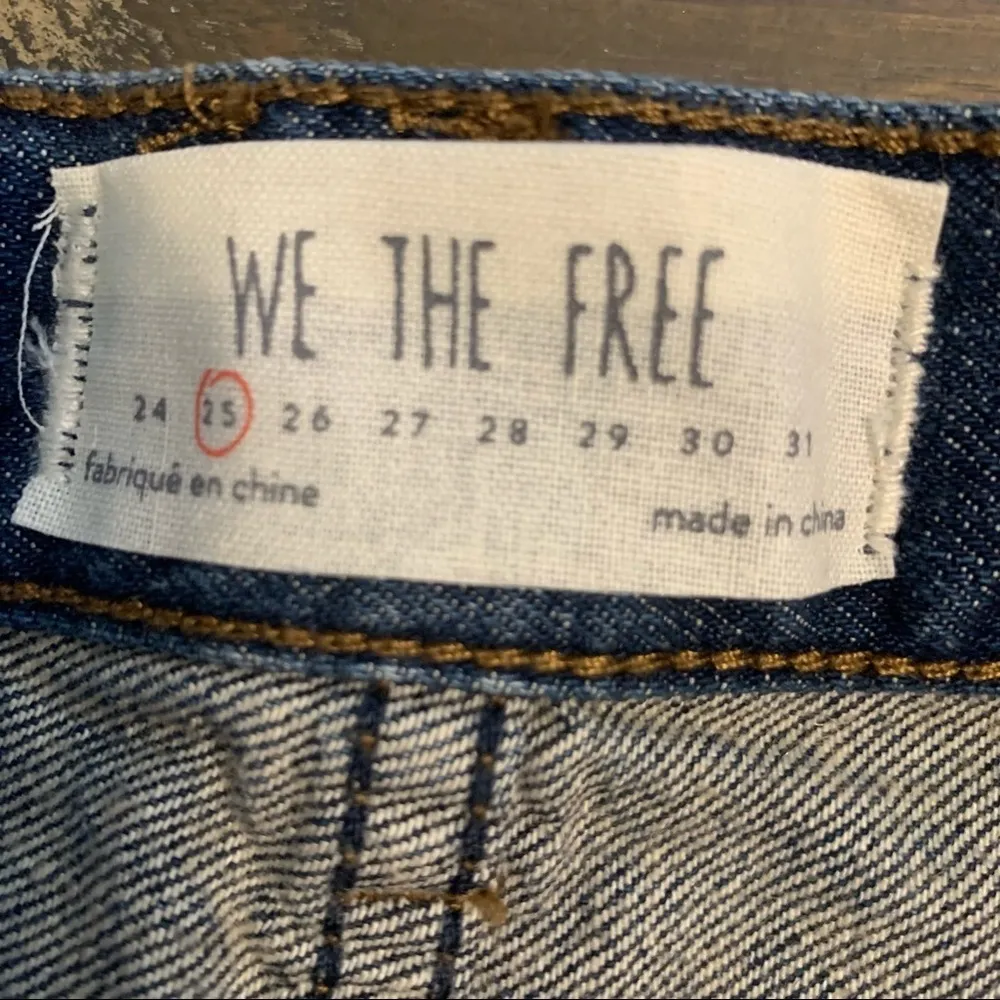 WE THE FREE
24 25 26 27 28 29 30 31
fabriqué en chine
made in china